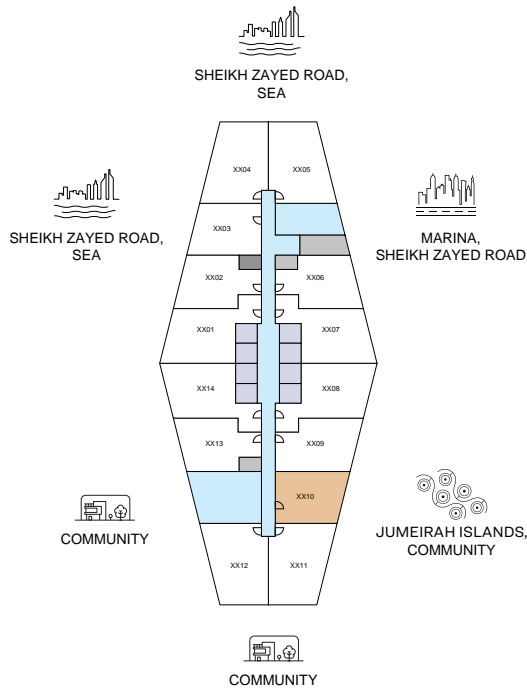 SHEIKH ZAYED ROAD,
SEA
XX04
XX05
SHEIKH ZAYED ROAD,
SEA
XX03
MARINA,
SHEIKH ZAYED ROAD
XX02
XX06
XX01
XX07
XX14
XX08
XX13
XX09
XX10
COMMUNITY
JUMEIRAH ISLANDS,
COMMUNITY
XX12
XX11
COMMUNITY